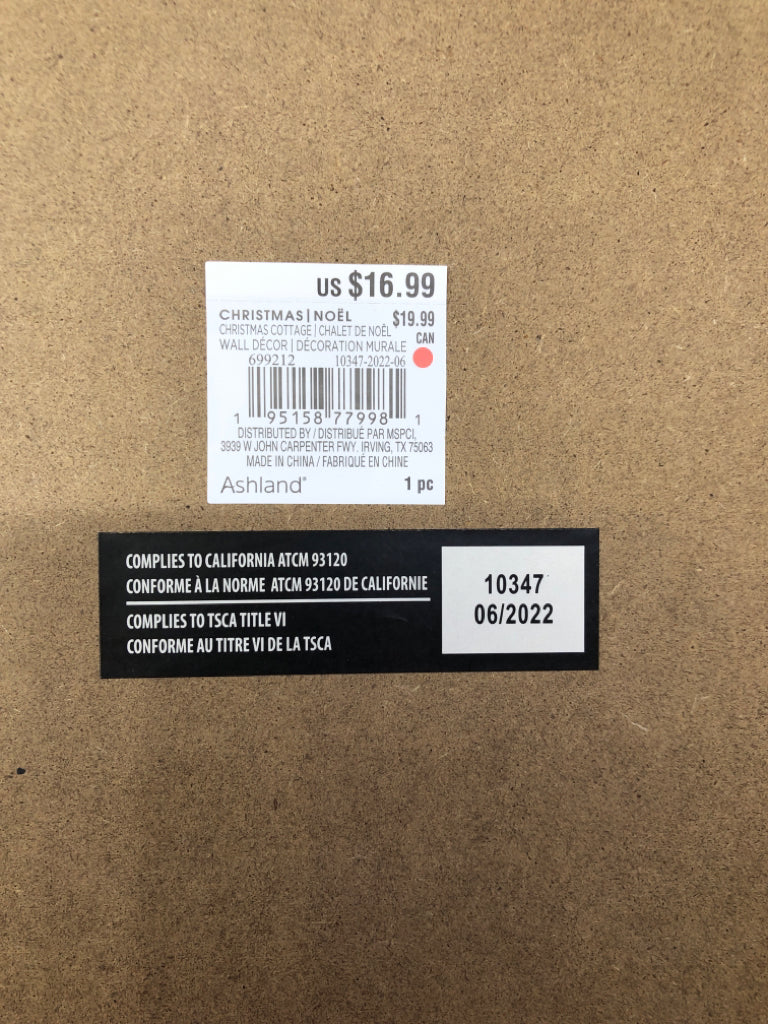 US $16.99
CHRISTMAS | NOËL $19.99
CHRISTMAS COTTAGE | CHALET DE NOËL CAN
WALL DÉCOR | DÉCORATION MURALE
699212 10347-2022-06
1 95158 77998 1
DISTRIBUTED BY / DISTRIBUÉ PAR MSPCI,
3939 W JOHN CARPENTER FWY. IRVING, TX 75063
MADE IN CHINA / FABRIQUÉ EN CHINE
Ashland® 1 pc
COMPLIES TO CALIFORNIA ATCM 93120
CONFORME À LA NORME ATCM 93120 DE CALIFORNIE
COMPLIES TO TSCA TITLE VI
CONFORME AU TITRE VI DE LA TSCA
10347
06/2022